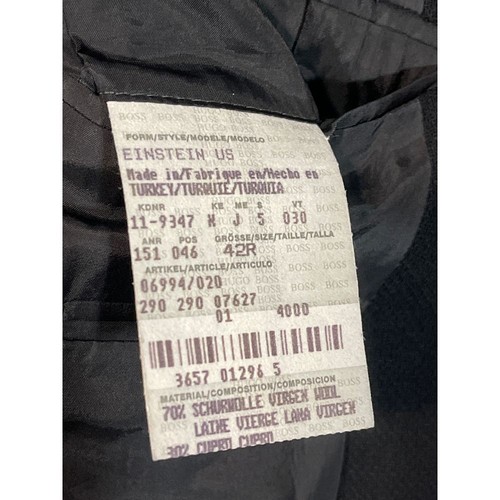 FORM/STYLE/MODELE/MODELO
EINSTEIN US
Made in/Fabrique en/Hecho en
TURKEY/TURQUIE/TURQUIA
KDNR KE ME S VT
11-9347 X J 5 030
ANR POS GRÖSSE/SIZE/TAILLE/TALLA
151 046 42R
ARTIKEL/ARTICLE/ARTICULO
06994/020
290 290 07627
01 4000
3657 01296 5
MATERIAL/COMPOSITION/COMPOSICION
70% SCHURWOLLE VIRGEN WOOL
LAINE VIERGE LANA VIRGEN
30% CUPRO CUPRO